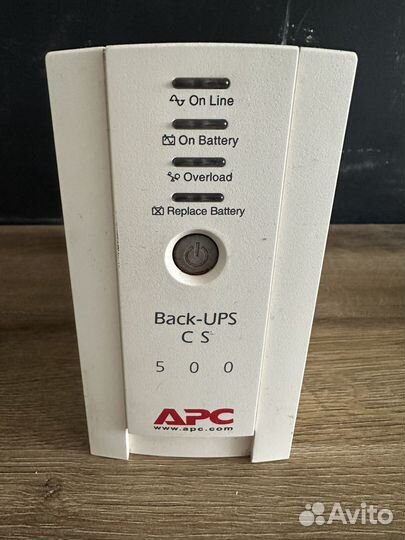 On Line
On Battery
Overload
Replace Battery
Back-UPS
CS
500
APC
www.apc.com
Avito